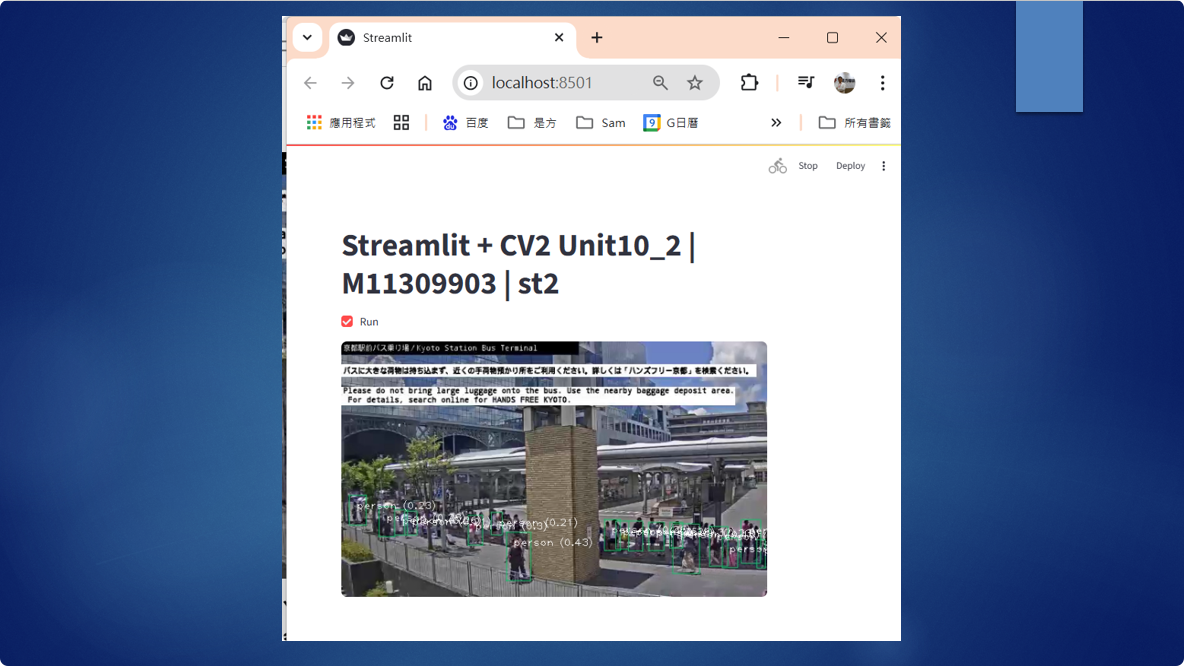 Streamlit
localhost:8501
應用程式
百度
是方
Sam
9
G日曆
所有書籤
Stop
Deploy
Streamlit + CV2 Unit10_2 |
M11309903 | st2
Run
京都駅前バス乗り場/Kyoto Station Bus Terminal
バスに大きな荷物は持ち込まず、近くの手荷物預かり所をご利用ください。詳しくは「ハンズフリー京都」を検索ください。
Please do not bring large luggage onto the bus. Use the nearby baggage deposit area.
For details, search online for HANDS FREE KYOTO.
person (0.23)
(0.21)
person (0.43)
person